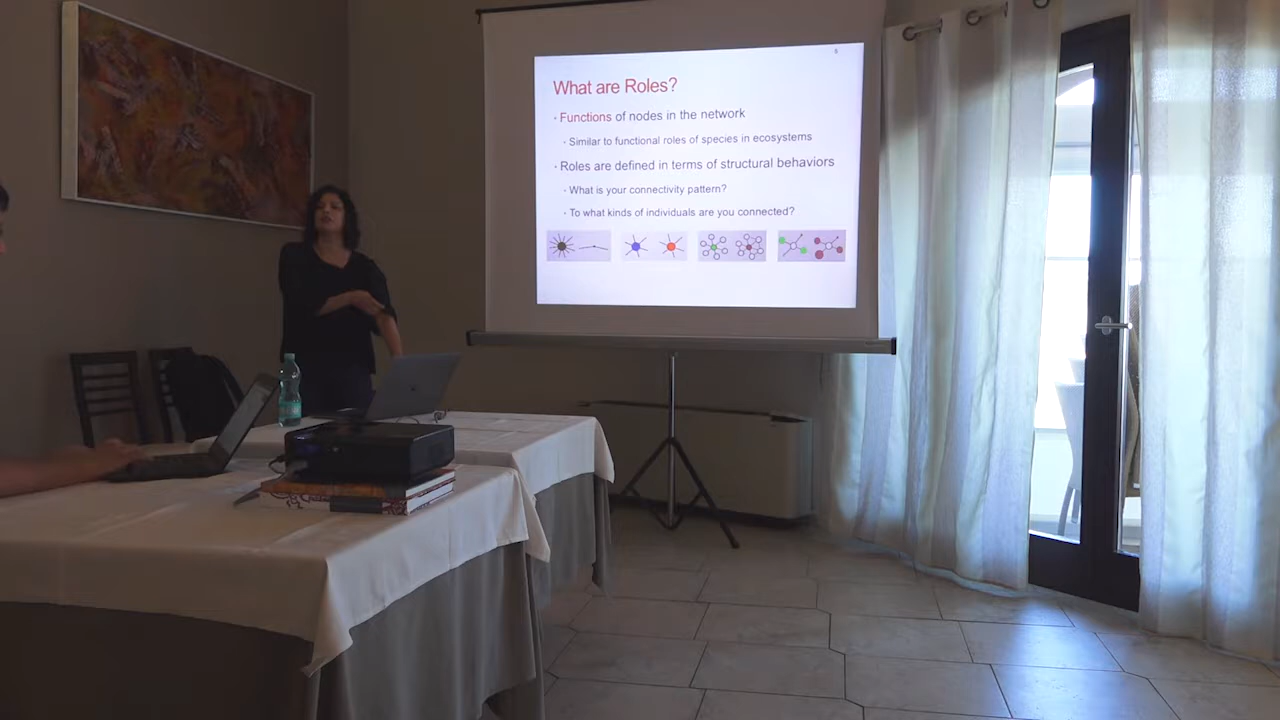 What are Roles?
· Functions of nodes in the network
· Similar to functional roles of species in ecosystems
· Roles are defined in terms of structural behaviors
· What is your connectivity pattern?
· To what kinds of individuals are you connected?